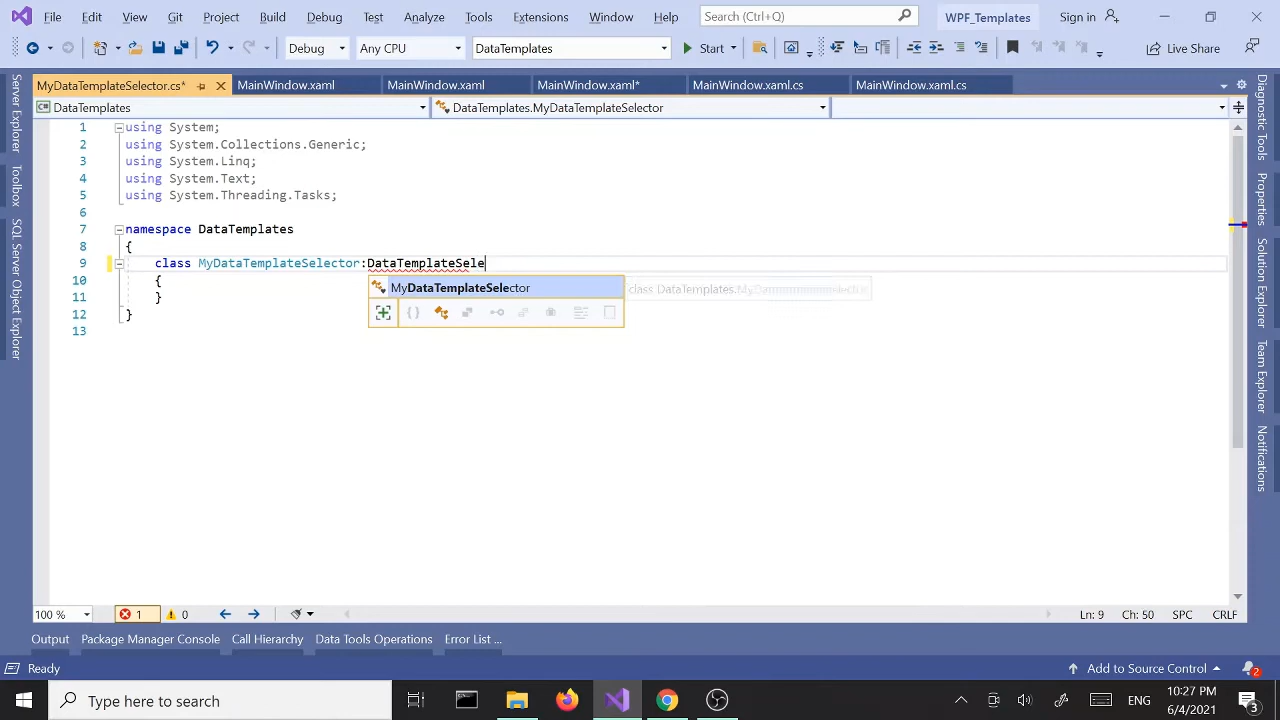 File Edit View Git Project Build Debug Test Analyze Tools Extensions Window Help Search (Ctrl+Q) WPF_Templates Sign in
Debug Any CPU DataTemplates Start Live Share
MyDataTemplateSelector.cs* MainWindow.xaml MainWindow.xaml MainWindow.xaml* MainWindow.xaml.cs MainWindow.xaml.cs
DataTemplates DataTemplates.MyDataTemplateSelector
1 using System;
2 using System.Collections.Generic;
3 using System.Linq;
4 using System.Text;
5 using System.Threading.Tasks;
6
7 namespace DataTemplates
8 {
9 class MyDataTemplateSelector:DataTemplateSele
10 {
11 }
12 }
13
MyDataTemplateSelector
class DataTemplates.
Server Explorer
Toolbox
SQL Server Object Explorer
Diagnostic Tools
Properties
Solution Explorer
Team Explorer
Notifications
100 % 1 0 Ln: 9 Ch: 50 SPC CRLF
Output Package Manager Console Call Hierarchy Data Tools Operations Error List ...
Ready Add to Source Control 2
Type here to search ENG
6/4/2021 3